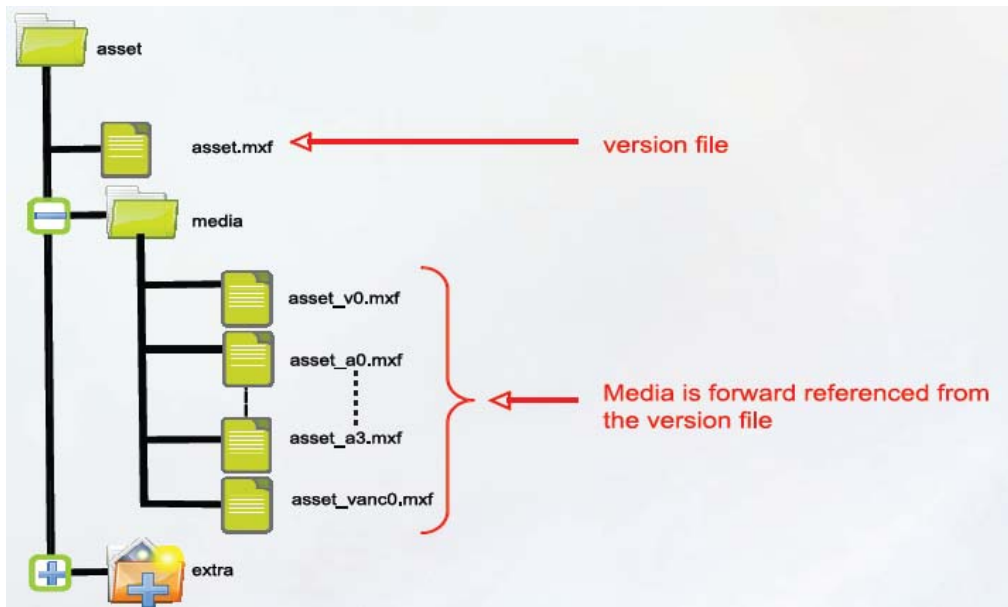 asset
asset.mxf
version file
media
asset_v0.mxf
asset_a0.mxf
Media is forward referenced from
the version file
asset_a3.mxf
asset_vanc0.mxf
extra